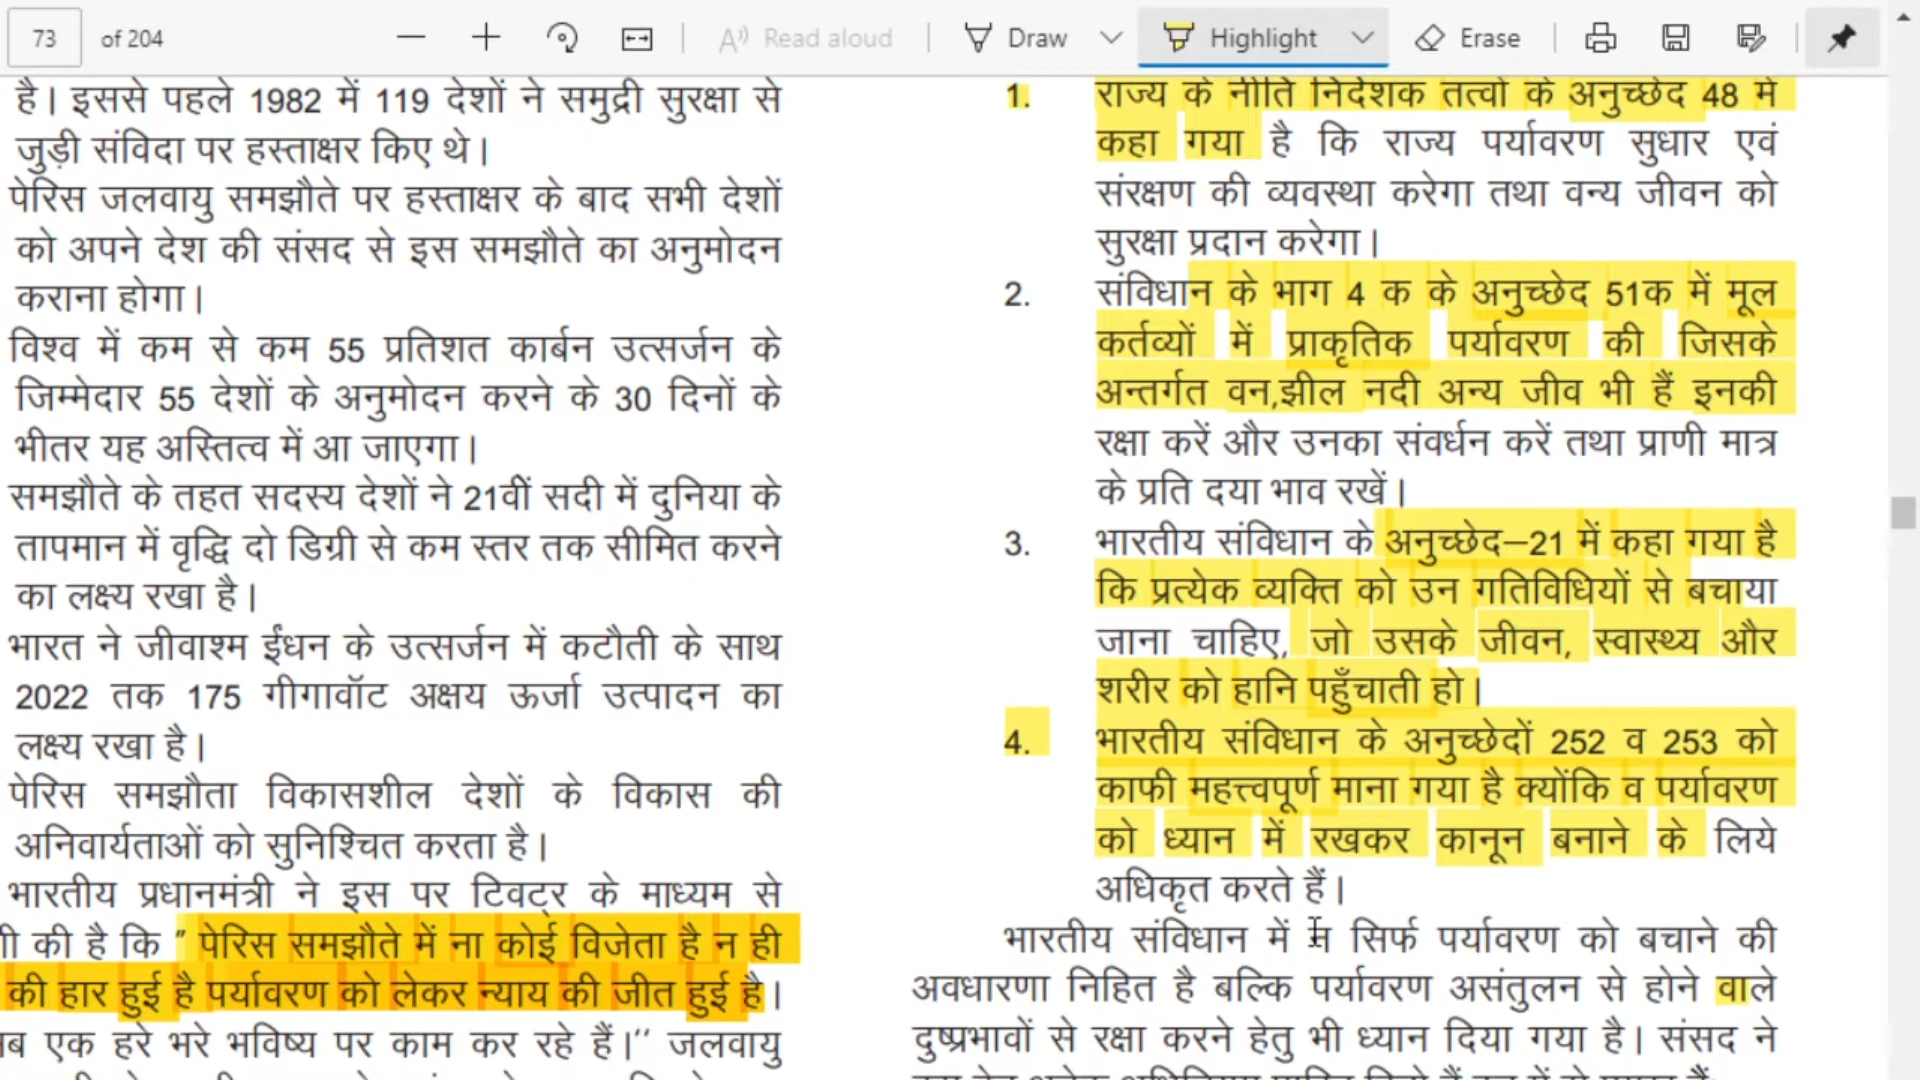 73 of 204 Read aloud Draw Highlight Erase
है। इससे पहले 1982 में 119 देशों ने समुद्री सुरक्षा से
जुड़ी संविदा पर हस्ताक्षर किए थे।
पेरिस जलवायु समझौते पर हस्ताक्षर के बाद सभी देशों
को अपने देश की संसद से इस समझौते का अनुमोदन
कराना होगा।
विश्व में कम से कम 55 प्रतिशत कार्बन उत्सर्जन के
जिम्मेदार 55 देशों के अनुमोदन करने के 30 दिनों के
भीतर यह अस्तित्व में आ जाएगा।
समझौते के तहत सदस्य देशों ने 21वीं सदी में दुनिया के
तापमान में वृद्धि दो डिग्री से कम स्तर तक सीमित करने
का लक्ष्य रखा है।
भारत ने जीवाश्म ईंधन के उत्सर्जन में कटौती के साथ
2022 तक 175 गीगावॉट अक्षय ऊर्जा उत्पादन का
लक्ष्य रखा है।
पेरिस समझौता विकासशील देशों के विकास की
अनिवार्यताओं को सुनिश्चित करता है।
भारतीय प्रधानमंत्री ने इस पर टिवटर के माध्यम से
की है कि " पेरिस समझौते में ना कोई विजेता है न ही
की हार हुई है पर्यावरण को लेकर न्याय की जीत हुई है।
एक हरे भरे भविष्य पर काम कर रहे हैं।'' जलवायु
1. राज्य के नीति निर्देशक तत्वों के अनुच्छेद 48 में
कहा गया है कि राज्य पर्यावरण सुधार एवं
संरक्षण की व्यवस्था करेगा तथा वन्य जीवन को
सुरक्षा प्रदान करेगा।
2. संविधान के भाग 4 क के अनुच्छेद 51क में मूल
कर्तव्यों में प्राकृतिक पर्यावरण की जिसके
अन्तर्गत वन,झील नदी अन्य जीव भी हैं इनकी
रक्षा करें और उनका संवर्धन करें तथा प्राणी मात्र
के प्रति दया भाव रखें।
3. भारतीय संविधान के अनुच्छेद–21 में कहा गया है
कि प्रत्येक व्यक्ति को उन गतिविधियों से बचाया
जाना चाहिए, जो उसके जीवन, स्वास्थ्य और
शरीर को हानि पहुँचाती हो।
4. भारतीय संविधान के अनुच्छेदों 252 व 253 को
काफी महत्त्वपूर्ण माना गया है क्योंकि व पर्यावरण
को ध्यान में रखकर कानून बनाने के लिये
अधिकृत करते हैं।
भारतीय संविधान में न सिर्फ पर्यावरण को बचाने की
अवधारणा निहित है बल्कि पर्यावरण असंतुलन से होने वाले
दुष्प्रभावों से रक्षा करने हेतु भी ध्यान दिया गया है। संसद ने